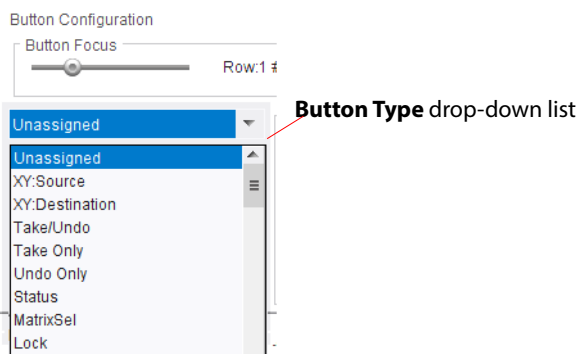 Button Configuration
Button Focus
Row:1 #
Button Type drop-down list
Unassigned
Unassigned
XY:Source
XY:Destination
Take/Undo
Take Only
Undo Only
Status
MatrixSel
Lock